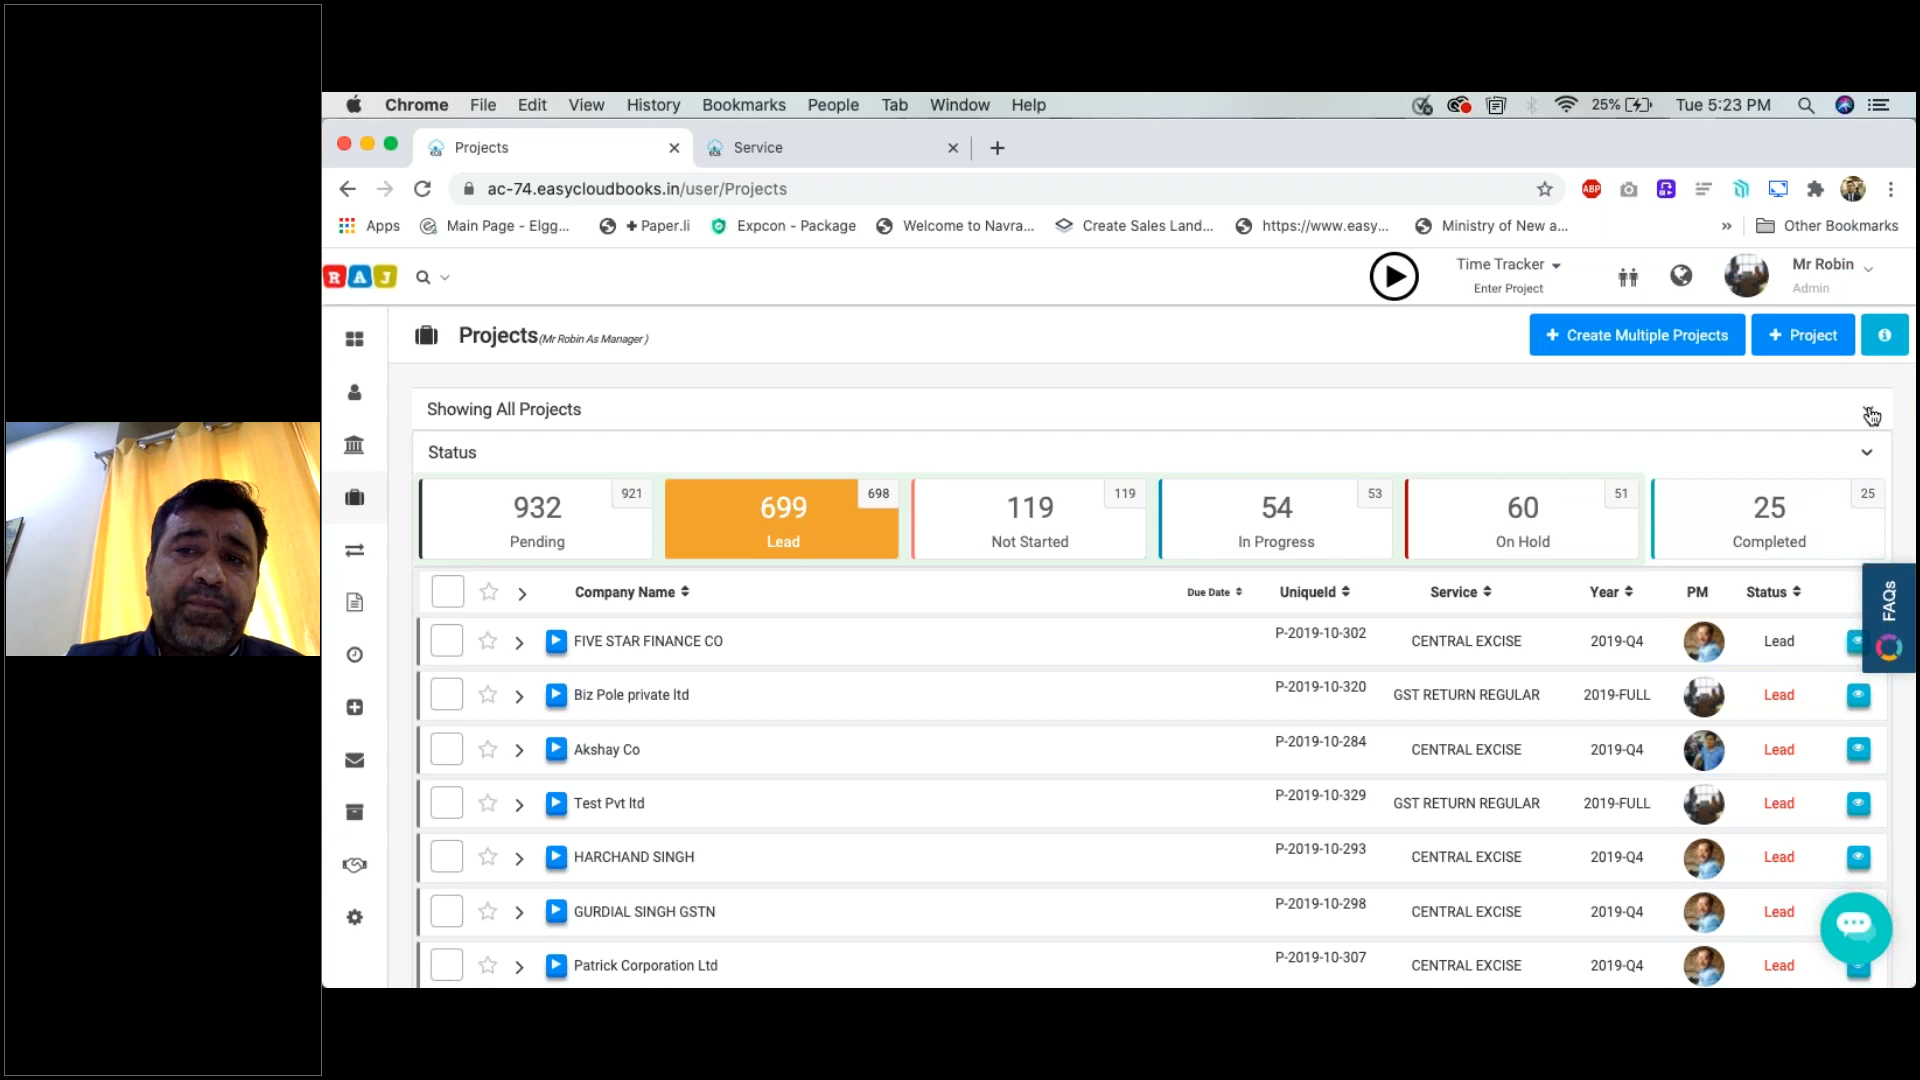 Chrome File Edit View History Bookmarks People Tab Window Help 25% Tue 5:23 PM
Projects Service
ac-74.easycloudbooks.in/user/Projects ABP
Apps Main Page - Elgg... + Paper.li Expcon - Package Welcome to Navra... Create Sales Land... https://www.easy... Ministry of New a... » Other Bookmarks
RAJ Time Tracker Mr Robin
Enter Project Admin
Projects(Mr Robin As Manager) + Create Multiple Projects + Project
Showing All Projects
Status
932 921 699 698 119 119 54 53 60 51 25 25
Pending Lead Not Started In Progress On Hold Completed
Company Name Due Date UniqueId Service Year PM Status
FIVE STAR FINANCE CO P-2019-10-302 CENTRAL EXCISE 2019-Q4 Lead
Biz Pole private ltd P-2019-10-320 GST RETURN REGULAR 2019-FULL Lead
Akshay Co P-2019-10-284 CENTRAL EXCISE 2019-Q4 Lead
Test Pvt ltd P-2019-10-329 GST RETURN REGULAR 2019-FULL Lead
HARCHAND SINGH P-2019-10-293 CENTRAL EXCISE 2019-Q4 Lead
GURDIAL SINGH GSTN P-2019-10-298 CENTRAL EXCISE 2019-Q4 Lead
Patrick Corporation Ltd P-2019-10-307 CENTRAL EXCISE 2019-Q4 Lead
FAQs